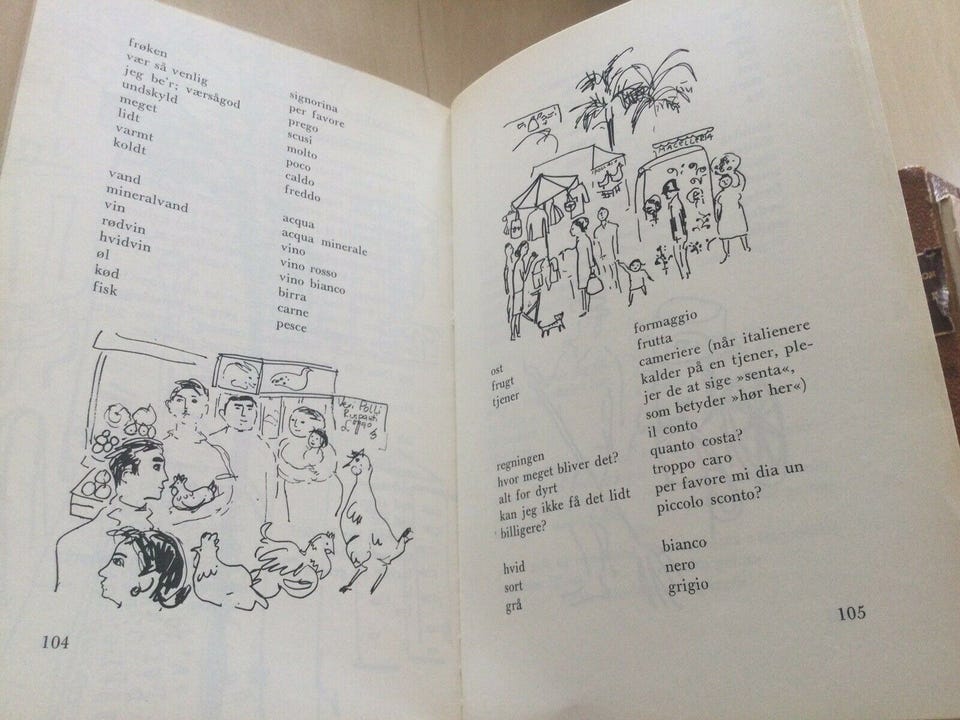 frøken
vær så venlig
jeg be'r; værsågod
undskyld
meget
lidt
varmt
koldt
vand
mineralvand
vin
rødvin
hvidvin
øl
kød
fisk
signorina
per favore
prego
scusi
molto
poco
caldo
freddo
acqua
acqua minerale
vino
vino rosso
vino bianco
birra
carne
pesce
Veri Polli
Ruspanti
104
MACELLERIA
ost
frugt
tjener
regningen
hvor meget bliver det?
alt for dyrt
kan jeg ikke få det lidt
billigere?
hvid
sort
grå
formaggio
frutta
cameriere (når italienere
kalder på en tjener, ple-
jer de at sige »senta«,
som betyder »hør her«)
il conto
quanto costa?
troppo caro
per favore mi dia un
piccolo sconto?
bianco
nero
grigio
105